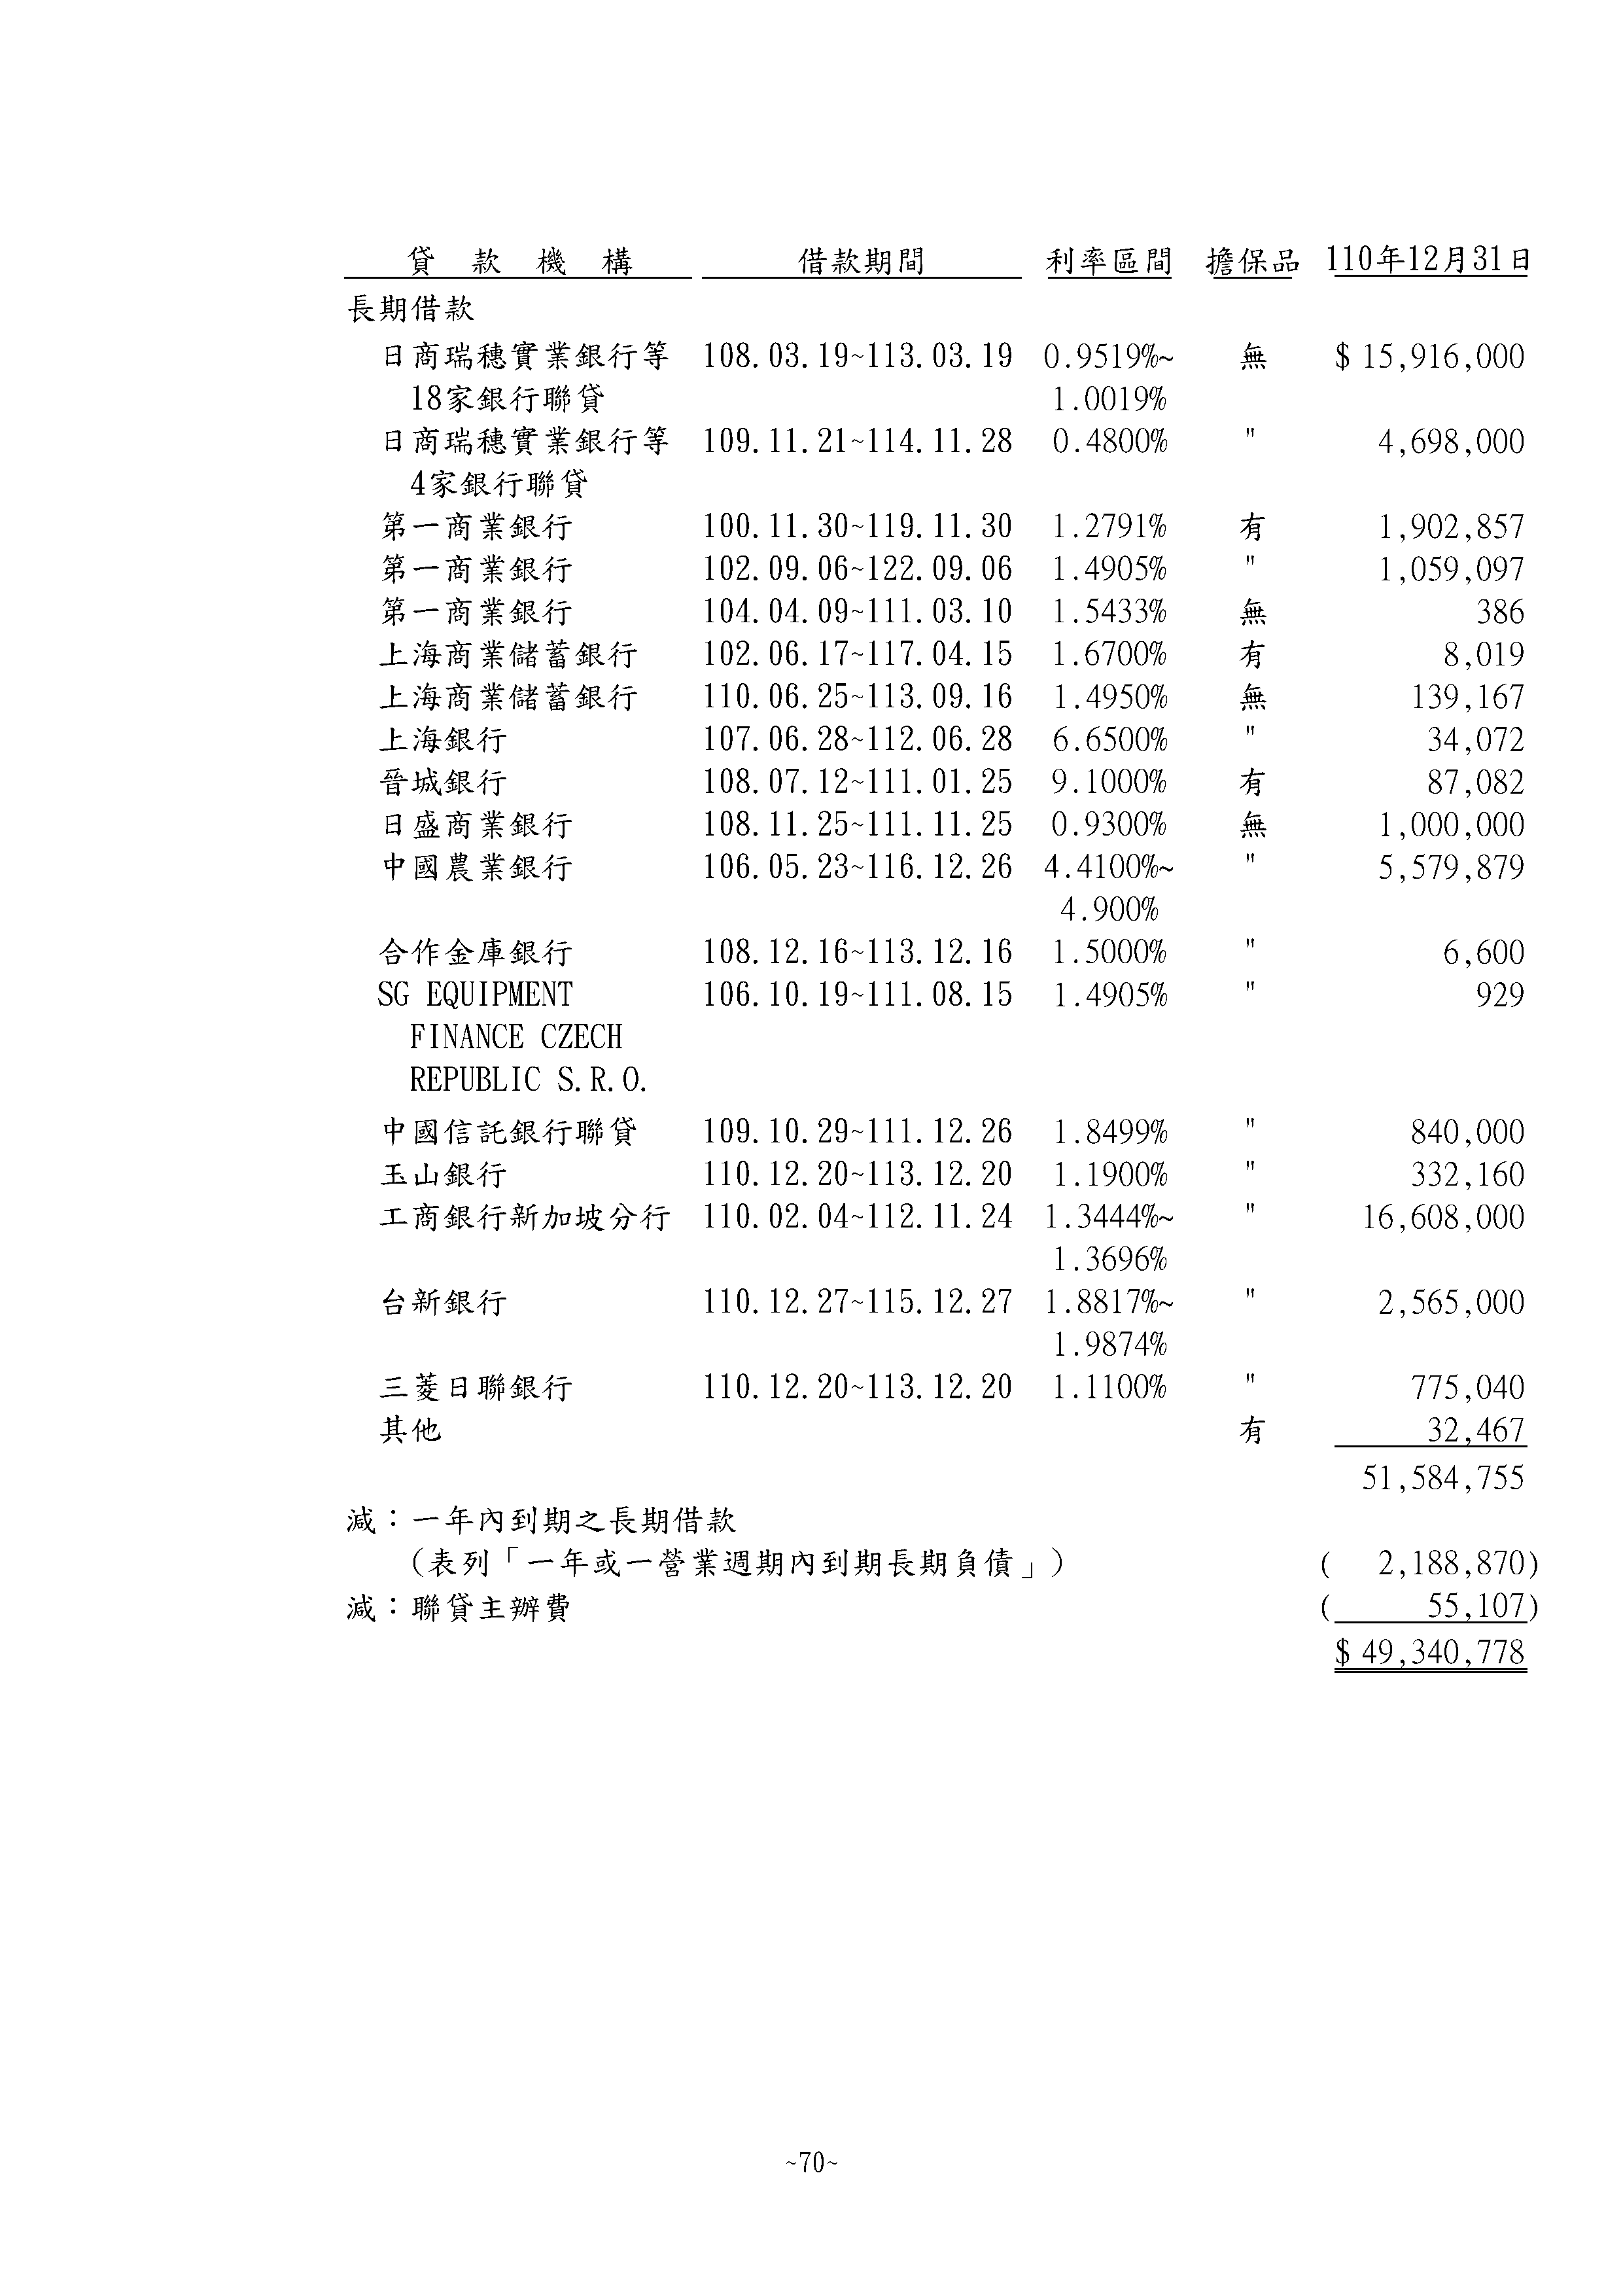 貸款機構 借款期間 利率區間 擔保品 110年12月31日
長期借款
日商瑞穗實業銀行等 108.03.19~113.03.19 0.9519%~ 無 $ 15,916,000
18家銀行聯貸 1.0019%
日商瑞穗實業銀行等 109.11.21~114.11.28 0.4800% " 4,698,000
4家銀行聯貸
第一商業銀行 100.11.30~119.11.30 1.2791% 有 1,902,857
第一商業銀行 102.09.06~122.09.06 1.4905% " 1,059,097
第一商業銀行 104.04.09~111.03.10 1.5433% 無 386
上海商業儲蓄銀行 102.06.17~117.04.15 1.6700% 有 8,019
上海商業儲蓄銀行 110.06.25~113.09.16 1.4950% 無 139,167
上海銀行 107.06.28~112.06.28 6.6500% " 34,072
晉城銀行 108.07.12~111.01.25 9.1000% 有 87,082
日盛商業銀行 108.11.25~111.11.25 0.9300% 無 1,000,000
中國農業銀行 106.05.23~116.12.26 4.4100%~ " 5,579,879
4.900%
合作金庫銀行 108.12.16~113.12.16 1.5000% " 6,600
SG EQUIPMENT 106.10.19~111.08.15 1.4905% " 929
FINANCE CZECH
REPUBLIC S.R.O.
中國信託銀行聯貸 109.10.29~111.12.26 1.8499% " 840,000
玉山銀行 110.12.20~113.12.20 1.1900% " 332,160
工商銀行新加坡分行 110.02.04~112.11.24 1.3444%~ " 16,608,000
1.3696%
台新銀行 110.12.27~115.12.27 1.8817%~ " 2,565,000
1.9874%
三菱日聯銀行 110.12.20~113.12.20 1.1100% " 775,040
其他 有 32,467
51,584,755
減：一年內到期之長期借款
(表列「一年或一營業週期內到期長期負債」) ( 2,188,870)
減：聯貸主辦費 ( 55,107)
$ 49,340,778
~70~